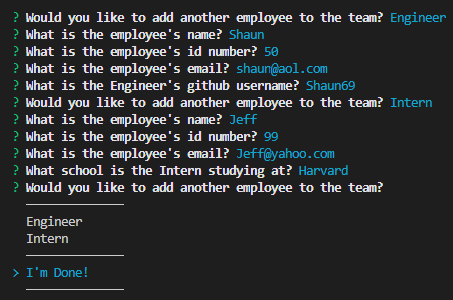 ? Would you like to add another employee to the team? Engineer
? What is the employee's name? Shaun
? What is the employee's id number? 50
? What is the employee's email? shaun@aol.com
? What is the Engineer's github username? Shaun69
? Would you like to add another employee to the team? Intern
? What is the employee's name? Jeff
? What is the employee's id number? 99
? What is the employee's email? Jeff@yahoo.com
? What school is the Intern studying at? Harvard
? Would you like to add another employee to the team?
──────────────
Engineer
Intern
──────────────
> I'm Done!
──────────────